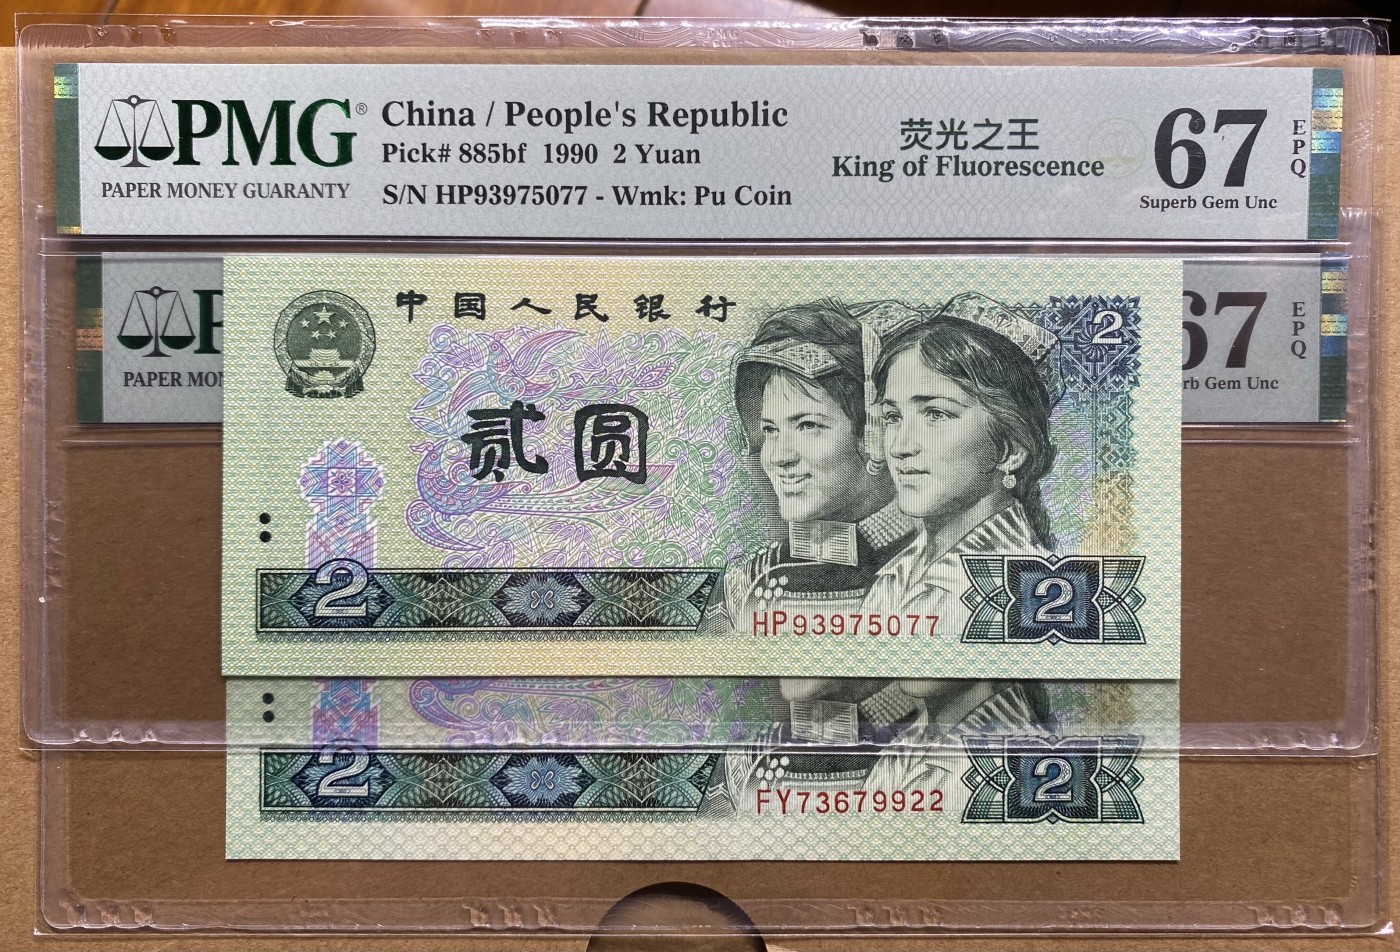 PMG®
PAPER MONEY GUARANTY
China / People's Republic
Pick# 885bf 1990 2 Yuan
S/N HP93975077 - Wmk: Pu Coin
荧光之王
King of Fluorescence
67
EPQ
Superb Gem Unc
P
PAPER MON
67
EPQ
rb Gem Unc
中国人民银行
2
贰圆
2
HP93975077
2
2
FY73679922
2